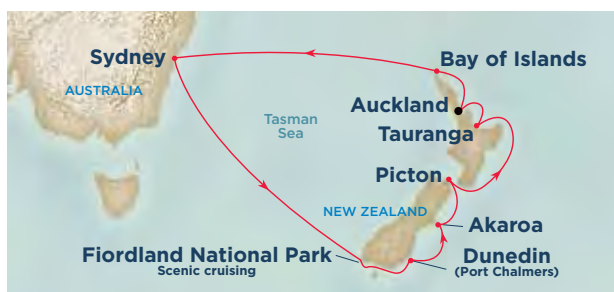 Sydney
Bay of Islands
AUSTRALIA
Auckland
Tasman
Sea
Tauranga
Picton
NEW ZEALAND
Akaroa
Fiordland National Park
Scenic cruising
Dunedin
(Port Chalmers)